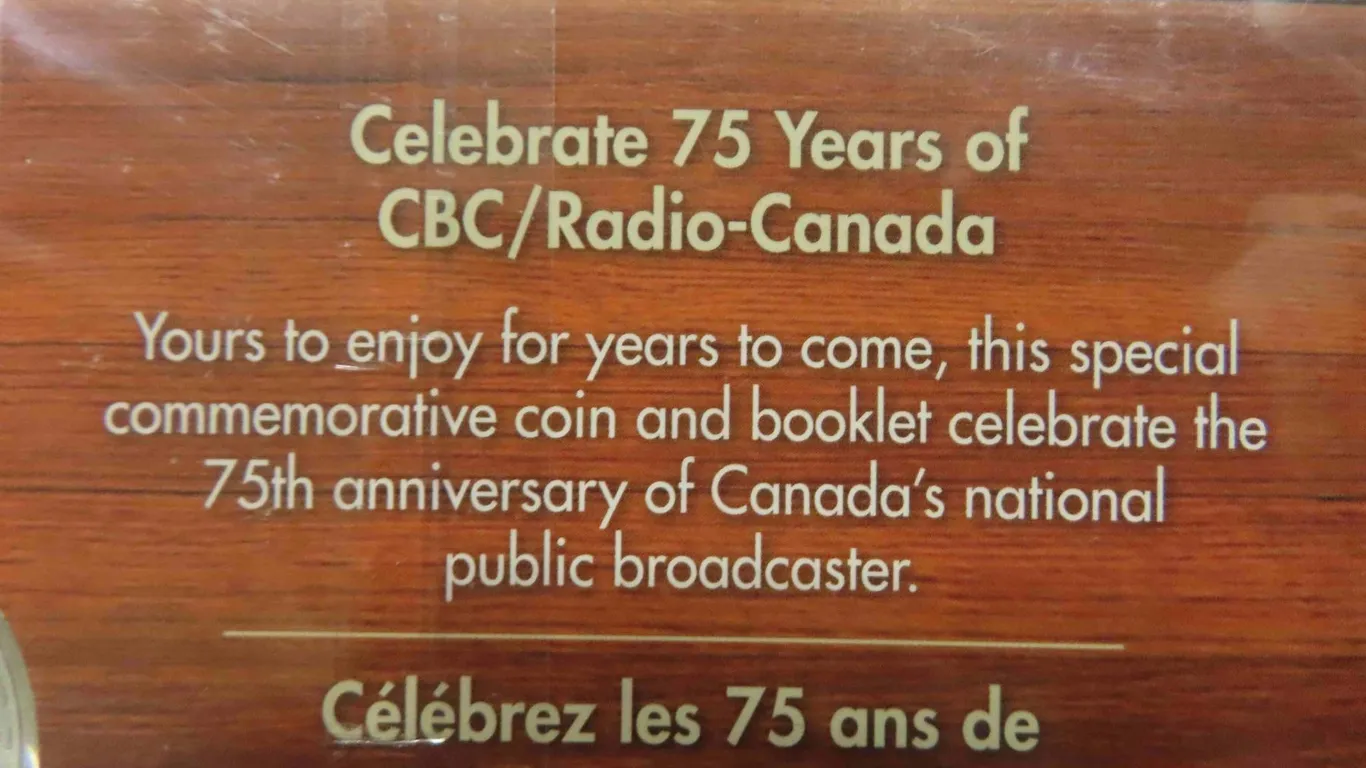 Celebrate 75 Years of
CBC/Radio-Canada
Yours to enjoy for years to come, this special
commemorative coin and booklet celebrate the
75th anniversary of Canada's national
public broadcaster.
Célébrez les 75 ans de